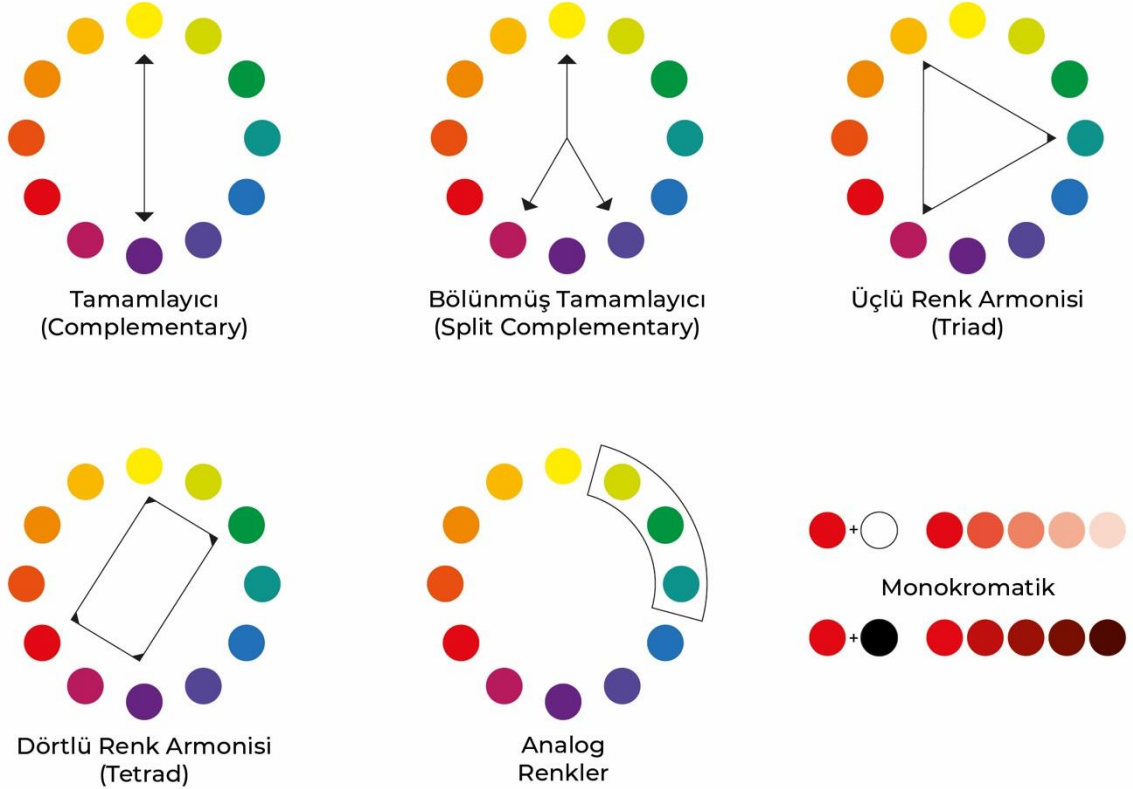 Tamamlayıcı
(Complementary)
Bölünmüş Tamamlayıcı
(Split Complementary)
Üçlü Renk Armonisi
(Triad)
Dörtlü Renk Armonisi
(Tetrad)
Analog
Renkler
+
Monokromatik
+